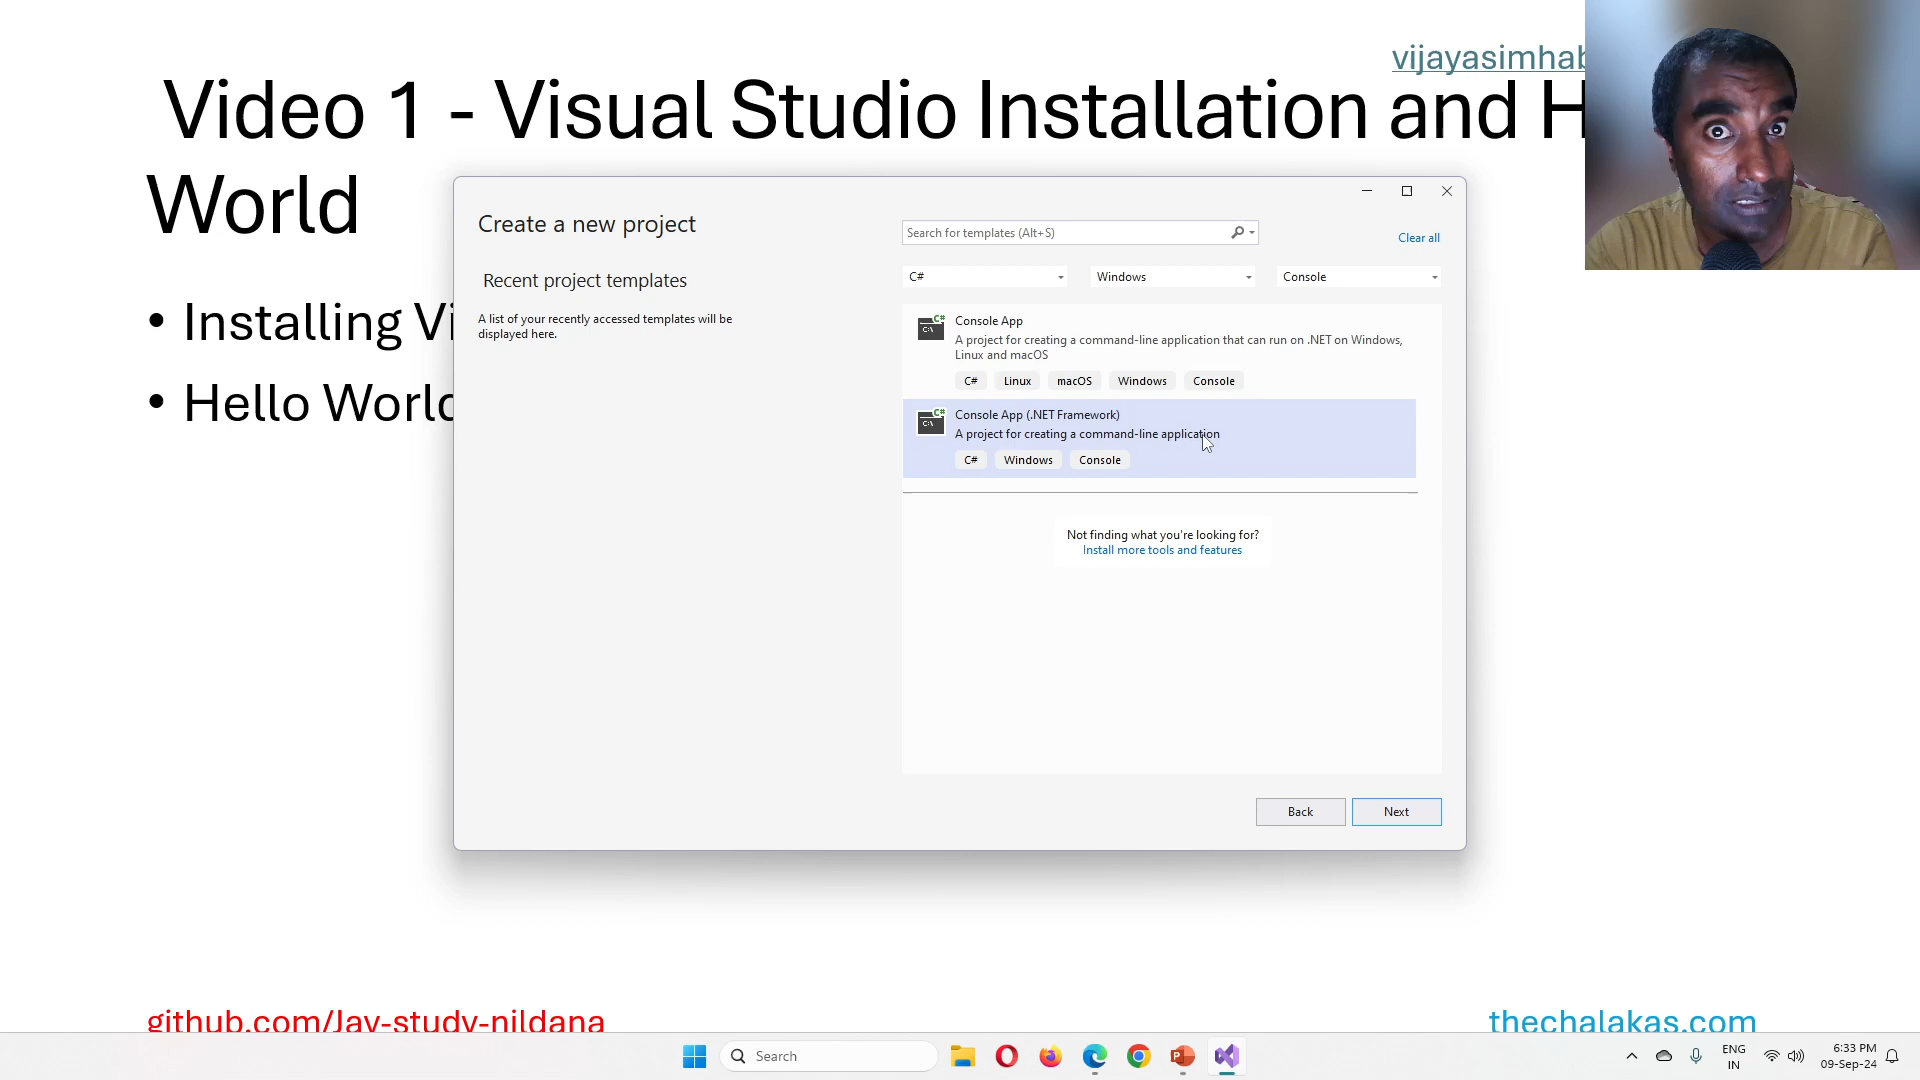 vijayasimhab
Video 1 - Visual Studio Installation and H
World
• Installing Vi
• Hello World
Create a new project
Recent project templates
A list of your recently accessed templates will be
displayed here.
Search for templates (Alt+S)
Clear all
C#
Windows
Console
C#
C:\
Console App
A project for creating a command-line application that can run on .NET on Windows,
Linux and macOS
C# Linux macOS Windows Console
C#
C:\
Console App (.NET Framework)
A project for creating a command-line application
C# Windows Console
Not finding what you're looking for?
Install more tools and features
Back
Next
github.com/Jay-study-nildana
thechalakas.com
Search
ENG
IN
6:33 PM
09-Sep-24